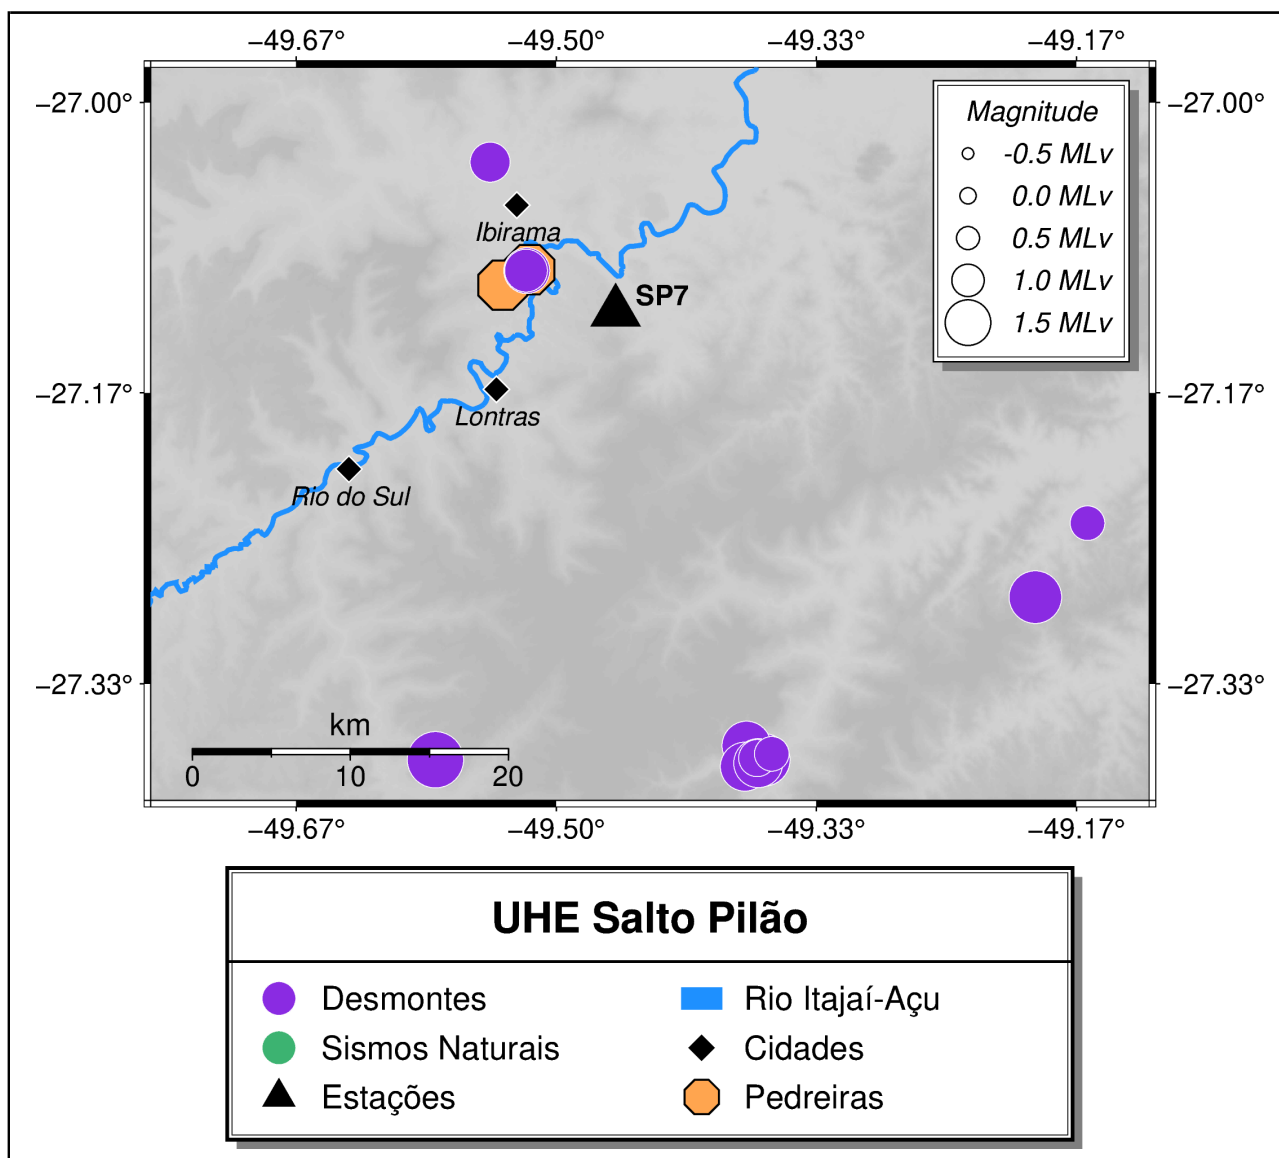 −49.67° −49.50° −49.33° −49.17°
−27.00° −27.00°
Magnitude
-0.5 MLv
0.0 MLv
0.5 MLv
1.0 MLv
1.5 MLv
Ibirama
SP7
−27.17° −27.17°
Lontras
Rio do Sul
−27.33° −27.33°
km
0 10 20
−49.67° −49.50° −49.33° −49.17°
UHE Salto Pilão
Desmontes Rio Itajaí-Açu
Sismos Naturais Cidades
Estações Pedreiras